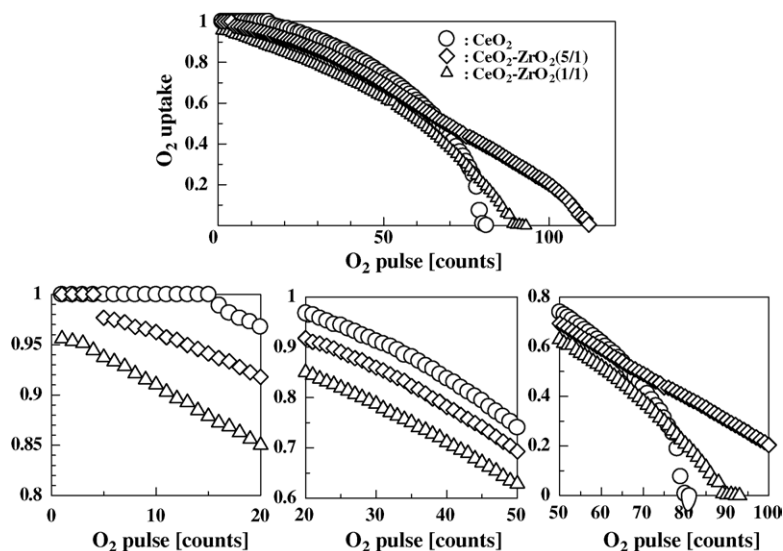 1
0.8
0.6
0.4
0.2
O₂ uptake
○ : CeO₂
◇ : CeO₂-ZrO₂(5/1)
△ : CeO₂-ZrO₂(1/1)
0 50 100
O₂ pulse [counts]
1
0.95
0.9
0.85
0.8
0 10 20
O₂ pulse [counts]
1
0.9
0.8
0.7
0.6
20 30 40 50
O₂ pulse [counts]
0.8
0.6
0.4
0.2
0
50 60 70 80 90 100
O₂ pulse [counts]